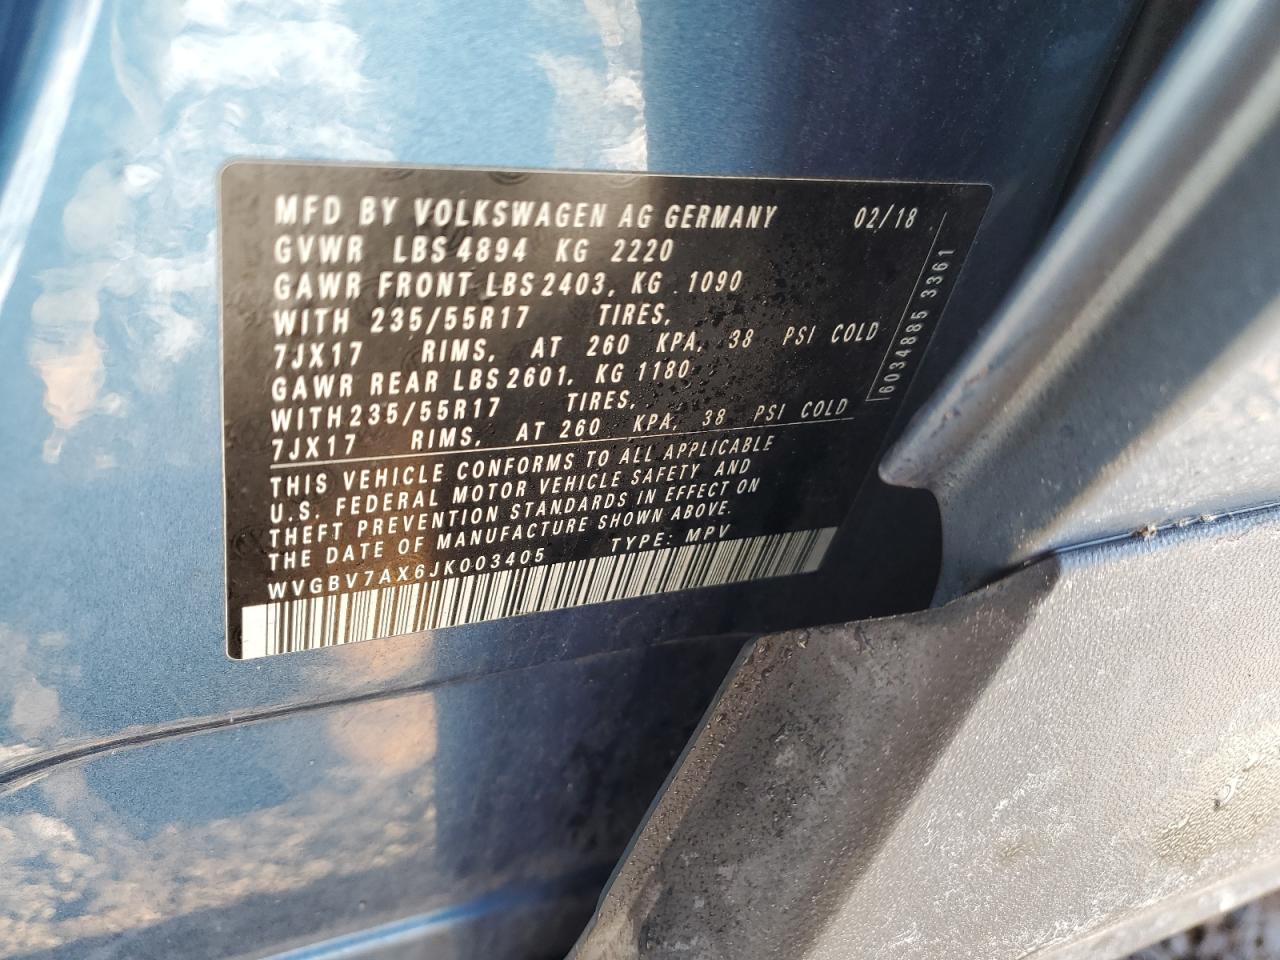 MFD BY VOLKSWAGEN AG GERMANY 02/18
GVWR LBS 4894 KG 2220
GAWR FRONT LBS 2403, KG 1090
WITH 235/55R17 TIRES,
7JX17 RIMS, AT 260 KPA, 38 PSI COLD
GAWR REAR LBS 2601, KG 1180
WITH 235/55R17 TIRES,
7JX17 RIMS, AT 260 KPA, 38 PSI COLD
THIS VEHICLE CONFORMS TO ALL APPLICABLE
U.S. FEDERAL MOTOR VEHICLE SAFETY AND
THEFT PREVENTION STANDARDS IN EFFECT ON
THE DATE OF MANUFACTURE SHOWN ABOVE.
WVGBV7AX6JK003405 TYPE: MPV
6034885 3361